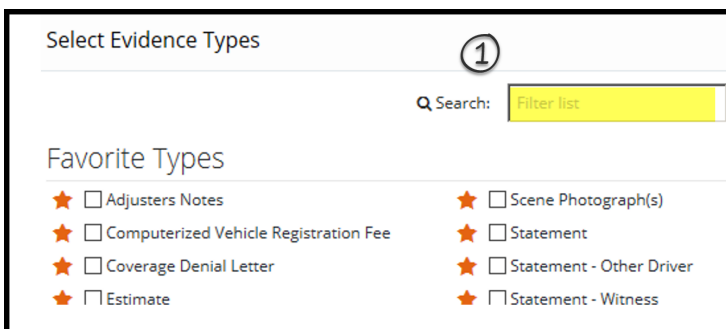 Select Evidence Types
1
Search: Filter list
Favorite Types
Adjusters Notes
Scene Photograph(s)
Computerized Vehicle Registration Fee
Statement
Coverage Denial Letter
Statement - Other Driver
Estimate
Statement - Witness